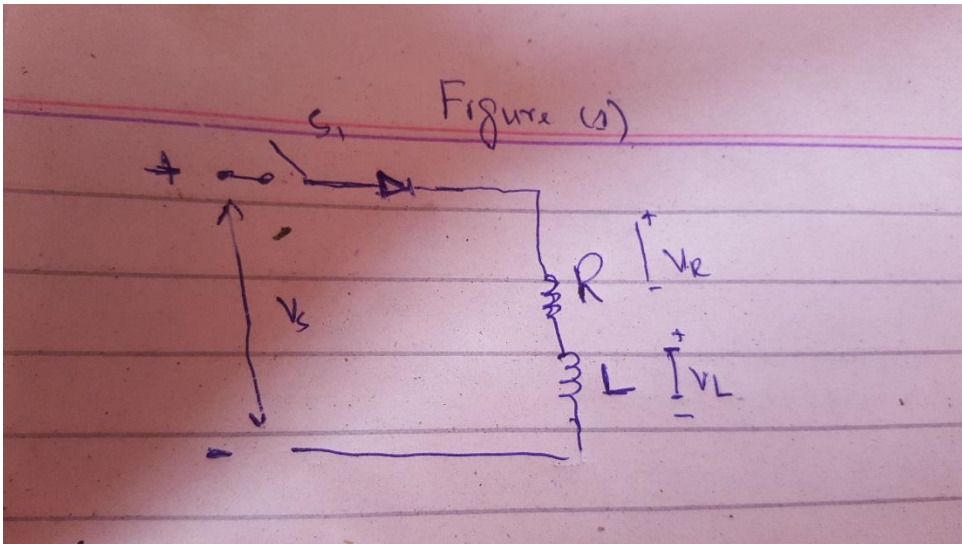 Figure (1)
S1
+
R
+
VR
-
Vs
L
+
VL
-
-